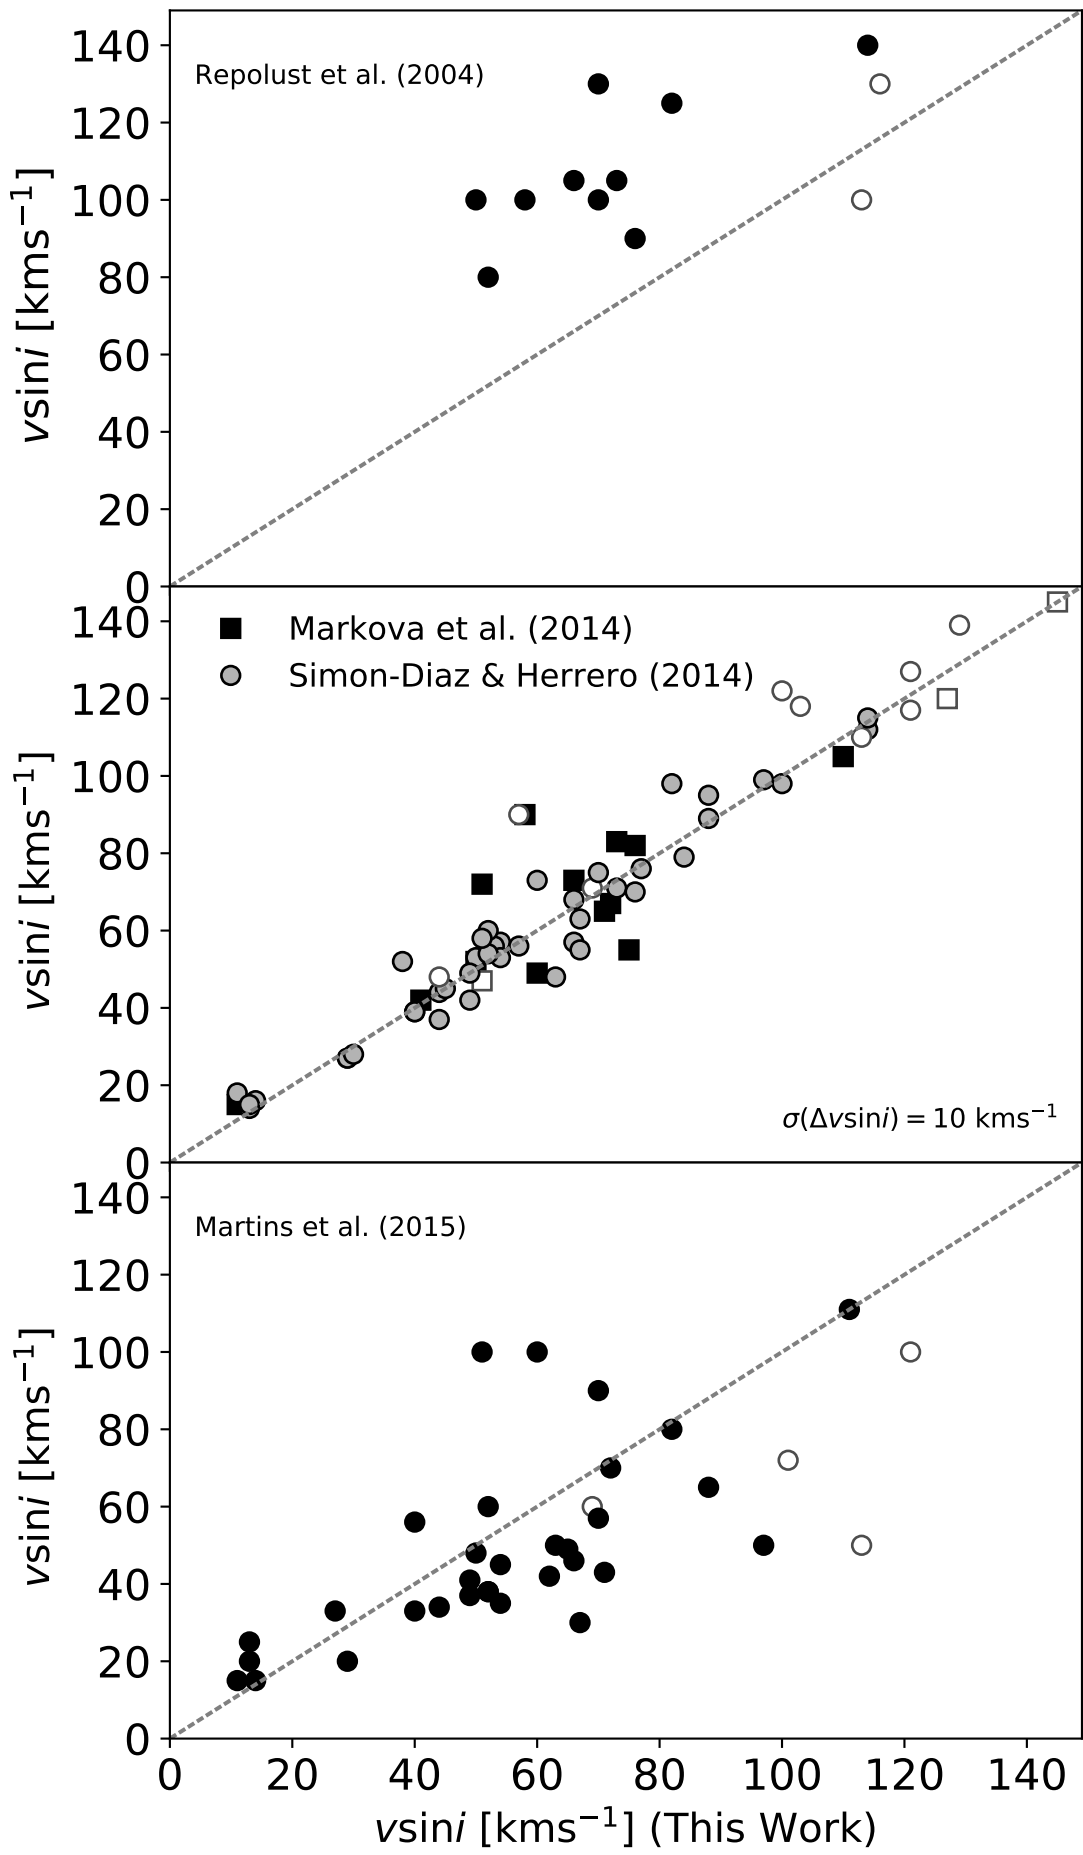 140
120
100
80
60
40
20
0
vsini [kms⁻¹]
Repolust et al. (2004)
140
120
100
80
60
40
20
0
vsini [kms⁻¹]
Markova et al. (2014)
Simon-Diaz & Herrero (2014)
σ(Δvsini) = 10 kms⁻¹
140
120
100
80
60
40
20
0
vsini [kms⁻¹]
Martins et al. (2015)
0 20 40 60 80 100 120 140
vsini [kms⁻¹] (This Work)